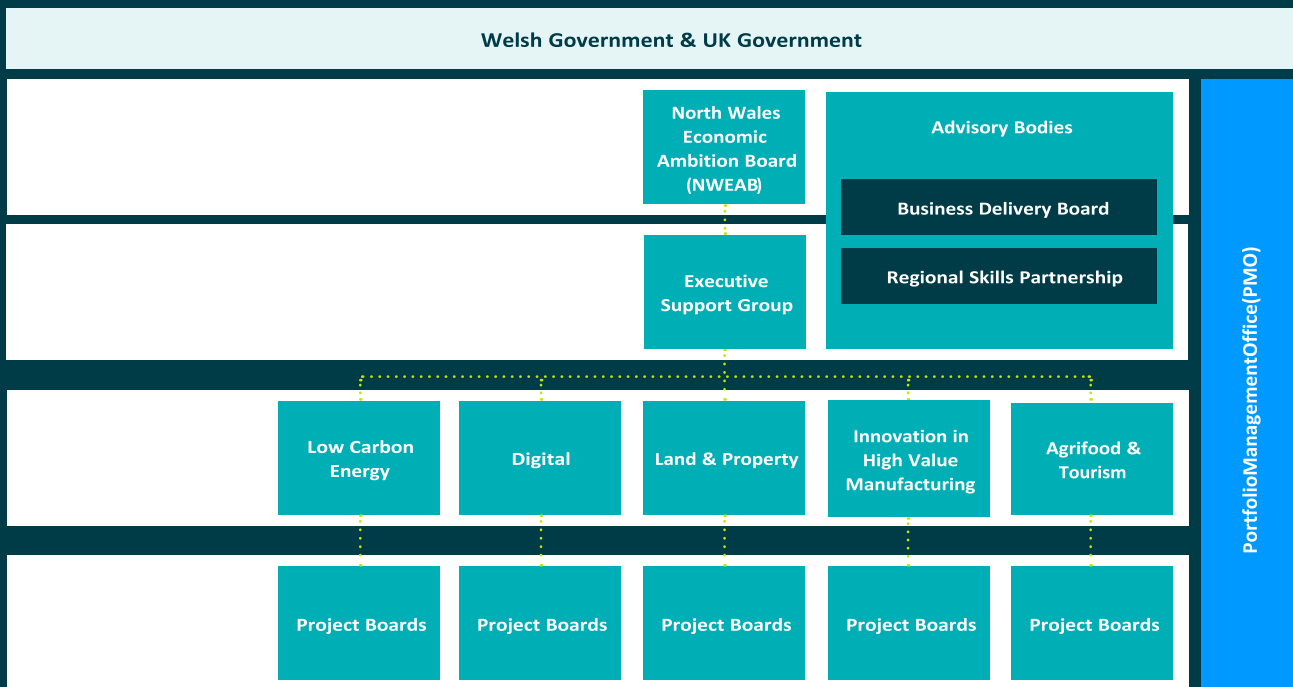 Welsh Government & UK Government
North Wales
Economic
Ambition Board
(NWEAB)
Advisory Bodies
Business Delivery Board
Regional Skills Partnership
Executive
Support Group
PortfolioManagementOffice(PMO)
Low Carbon
Energy
Digital
Land & Property
Innovation in
High Value
Manufacturing
Agrifood &
Tourism
Project Boards
Project Boards
Project Boards
Project Boards
Project Boards